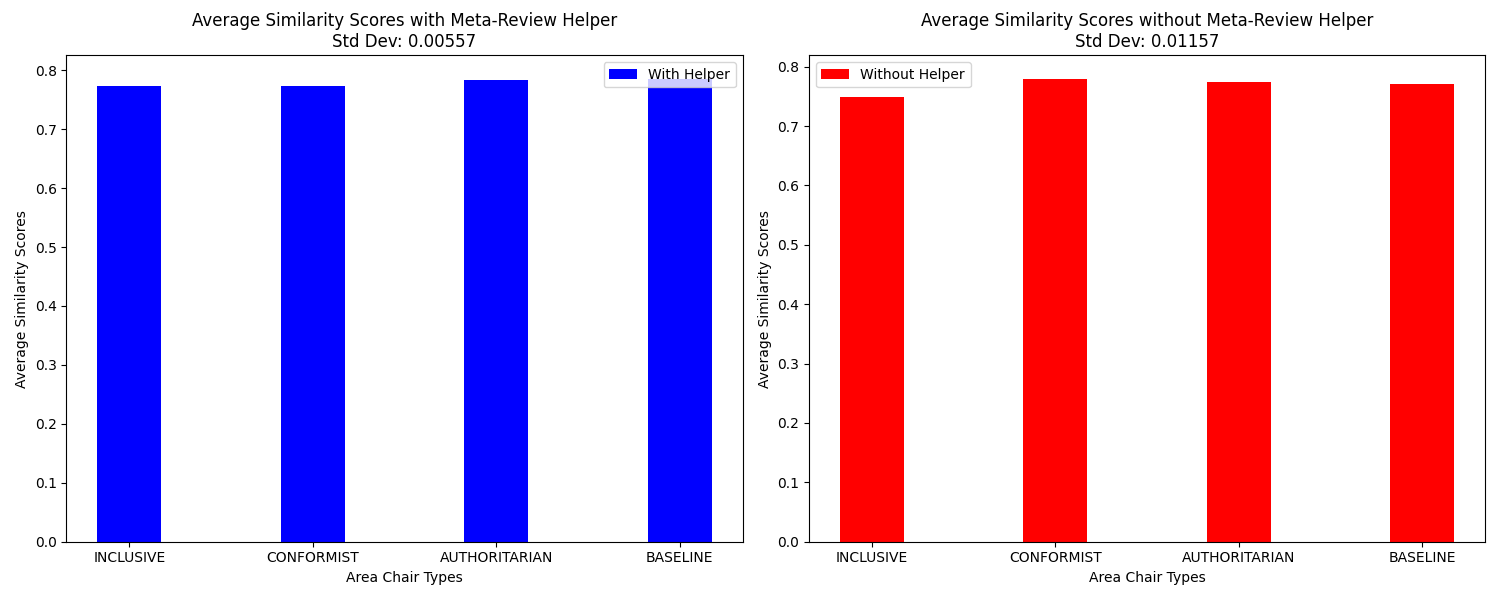 Average Similarity Scores with Meta-Review Helper
Std Dev: 0.00557
With Helper
0.8
0.7
0.6
0.5
0.4
0.3
0.2
0.1
0.0
Average Similarity Scores
INCLUSIVE CONFORMIST AUTHORITARIAN BASELINE
Area Chair Types
Average Similarity Scores without Meta-Review Helper
Std Dev: 0.01157
Without Helper
0.8
0.7
0.6
0.5
0.4
0.3
0.2
0.1
0.0
Average Similarity Scores
INCLUSIVE CONFORMIST AUTHORITARIAN BASELINE
Area Chair Types